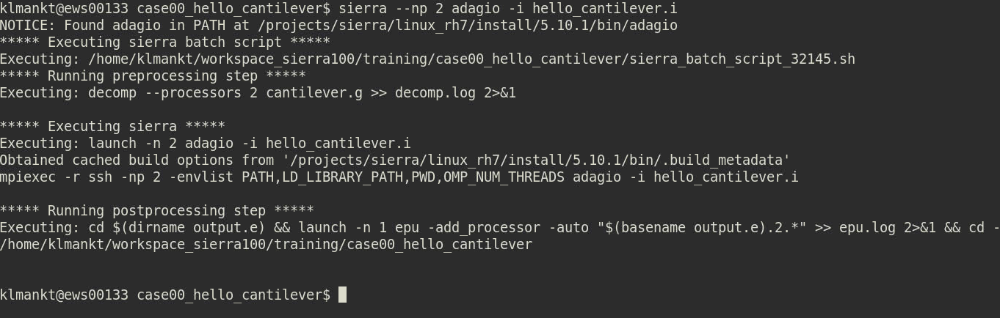 klmankt@ews00133 case00_hello_cantilever$ sierra --np 2 adagio -i hello_cantilever.i
NOTICE: Found adagio in PATH at /projects/sierra/linux_rh7/install/5.10.1/bin/adagio
***** Executing sierra batch script *****
Executing: /home/klmankt/workspace_sierra100/training/case00_hello_cantilever/sierra_batch_script_32145.sh
***** Running preprocessing step *****
Executing: decomp --processors 2 cantilever.g >> decomp.log 2>&1
***** Executing sierra *****
Executing: launch -n 2 adagio -i hello_cantilever.i
Obtained cached build options from '/projects/sierra/linux_rh7/install/5.10.1/bin/.build_metadata'
mpiexec -r ssh -np 2 -envlist PATH,LD_LIBRARY_PATH,PWD,OMP_NUM_THREADS adagio -i hello_cantilever.i
***** Running postprocessing step *****
Executing: cd $(dirname output.e) && launch -n 1 epu -add_processor -auto "$(basename output.e).2.*" >> epu.log 2>&1 && cd -
/home/klmankt/workspace_sierra100/training/case00_hello_cantilever
klmankt@ews00133 case00_hello_cantilever$